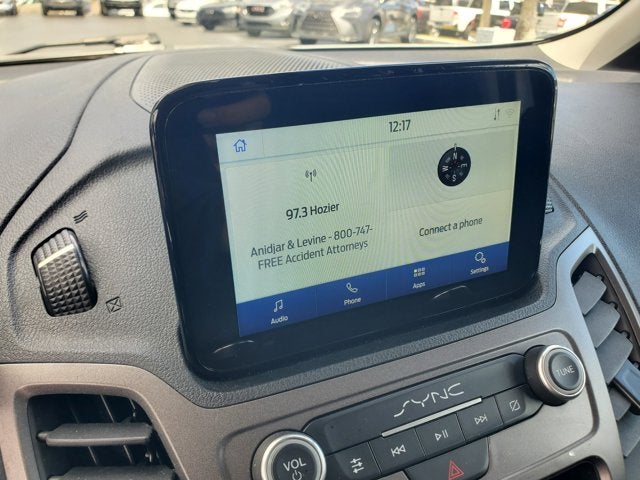 12:17
97.3 Hozier
Anidjar & Levine - 800-747-
FREE Accident Attorneys
N
W E
S
Connect a phone
Audio
Phone
Apps
Settings
SYNC
VOL
TUNE